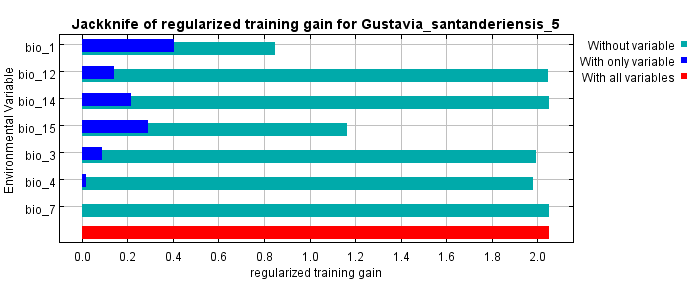 Jackknife of regularized training gain for Gustavia_santanderiensis_5
bio_1
bio_12
bio_14
bio_15
bio_3
bio_4
bio_7
Environmental Variable
Without variable
With only variable
With all variables
0.0 0.2 0.4 0.6 0.8 1.0 1.2 1.4 1.6 1.8 2.0
regularized training gain